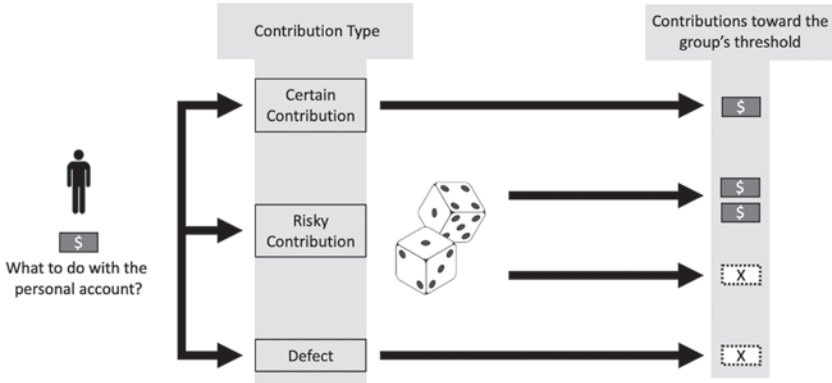 Contribution Type
Contributions toward the
group's threshold
Certain
Contribution
$
$
$
Risky
Contribution
$
What to do with the
personal account?
X
Defect
X